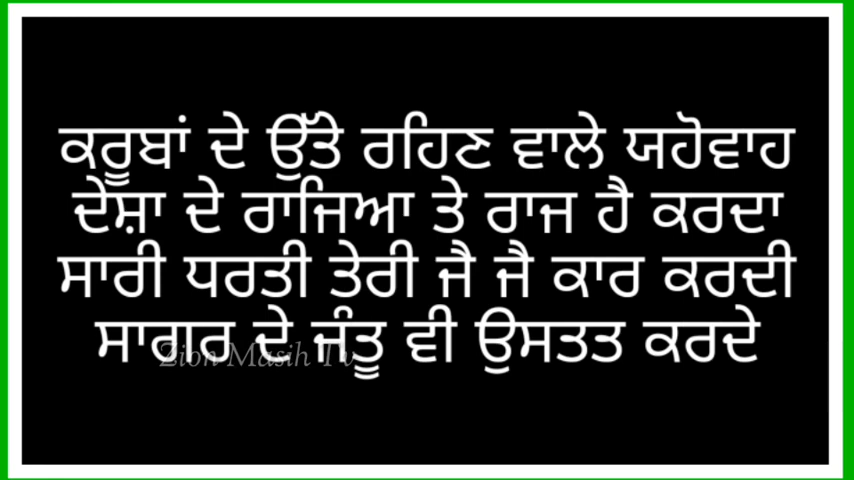 ਕਰੂਬਾਂ ਦੇ ਉੱਤੇ ਰਹਿਣ ਵਾਲੇ ਯਹੋਵਾਹ
ਦੇਸ਼ਾ ਦੇ ਰਾਜਿਆ ਤੇ ਰਾਜ ਹੈ ਕਰਦਾ
ਸਾਰੀ ਧਰਤੀ ਤੇਰੀ ਜੈ ਜੈ ਕਾਰ ਕਰਦੀ
ਸਾਗਰ ਦੇ ਜੰਤੂ ਵੀ ਉਸਤਤ ਕਰਦੇ
Zion Masih Tv